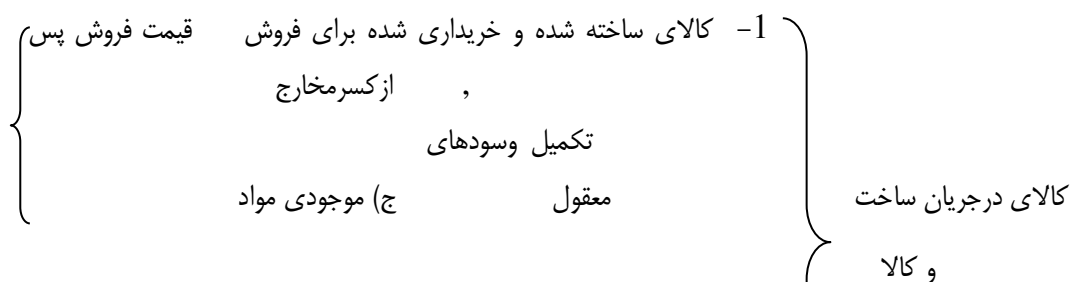 1- کالای ساخته شده و خریداری شده برای فروش قیمت فروش پس
, ازکسرمخارج
تکمیل وسودهای
کالای درجریان ساخت معقول ج) موجودی مواد
و کالا